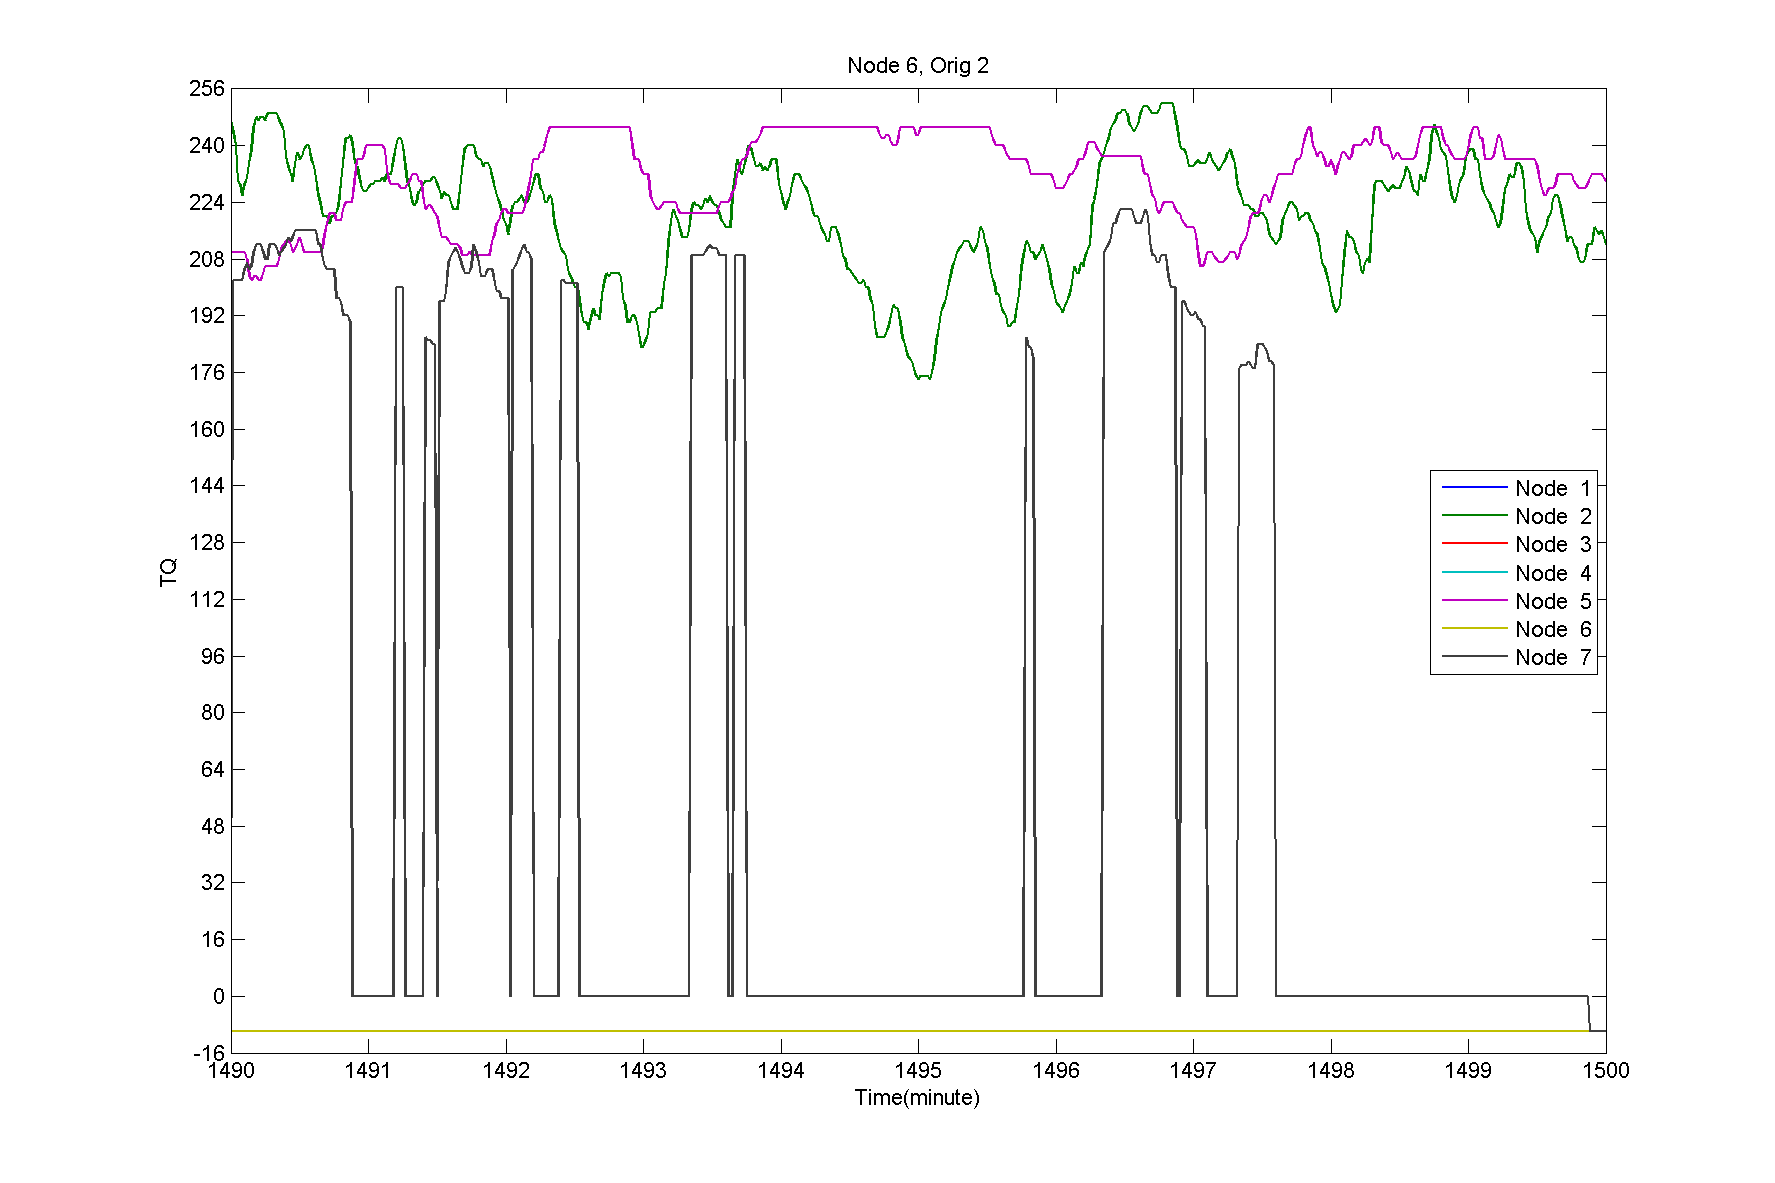 Node 6, Orig 2
256
240
224
208
192
176
160
144
128
112
96
80
64
48
32
16
0
-16
TQ
Node 1
Node 2
Node 3
Node 4
Node 5
Node 6
Node 7
1490 1491 1492 1493 1494 1495 1496 1497 1498 1499 1500
Time(minute)